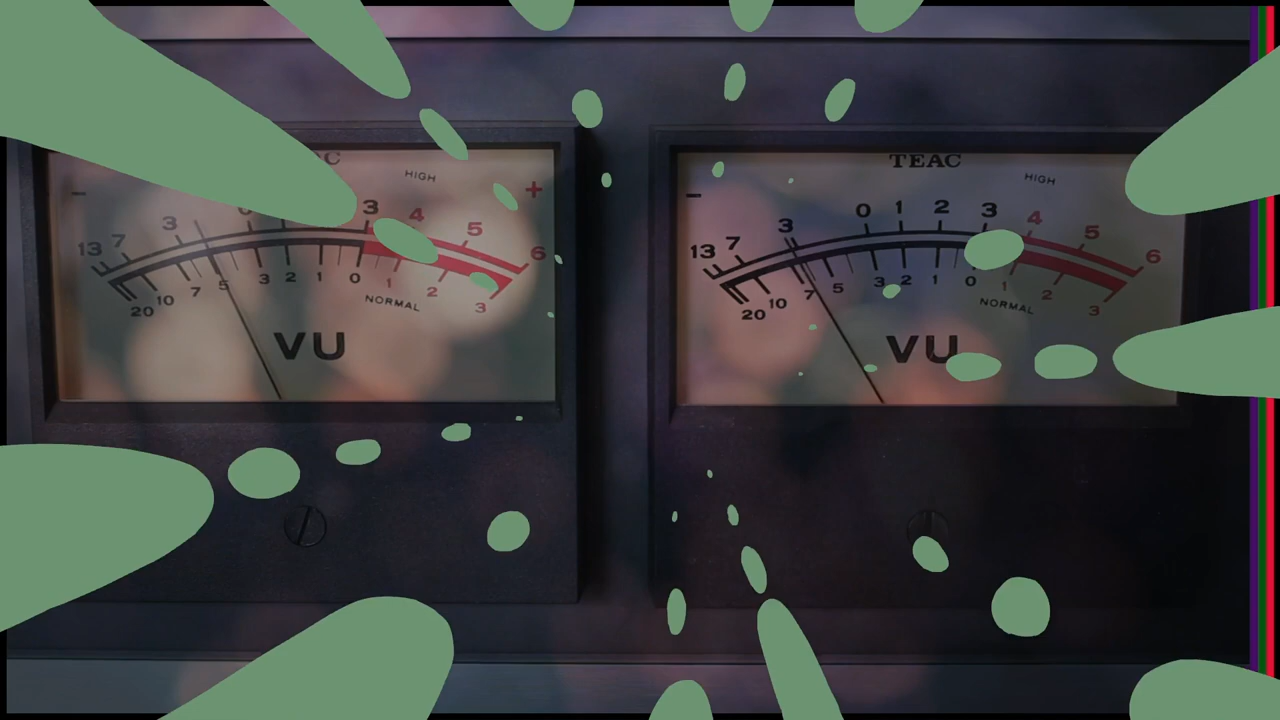 C
HIGH
- 3 3 4 5 +
13 7 6
20 10 7 5 3 2 1 0 1 2 3
NORMAL
VU
TEAC
HIGH
- 3 0 1 2 3 4 5
13 7 6
20 10 7 5 3 2 1 0 1 2 3
NORMAL
VU